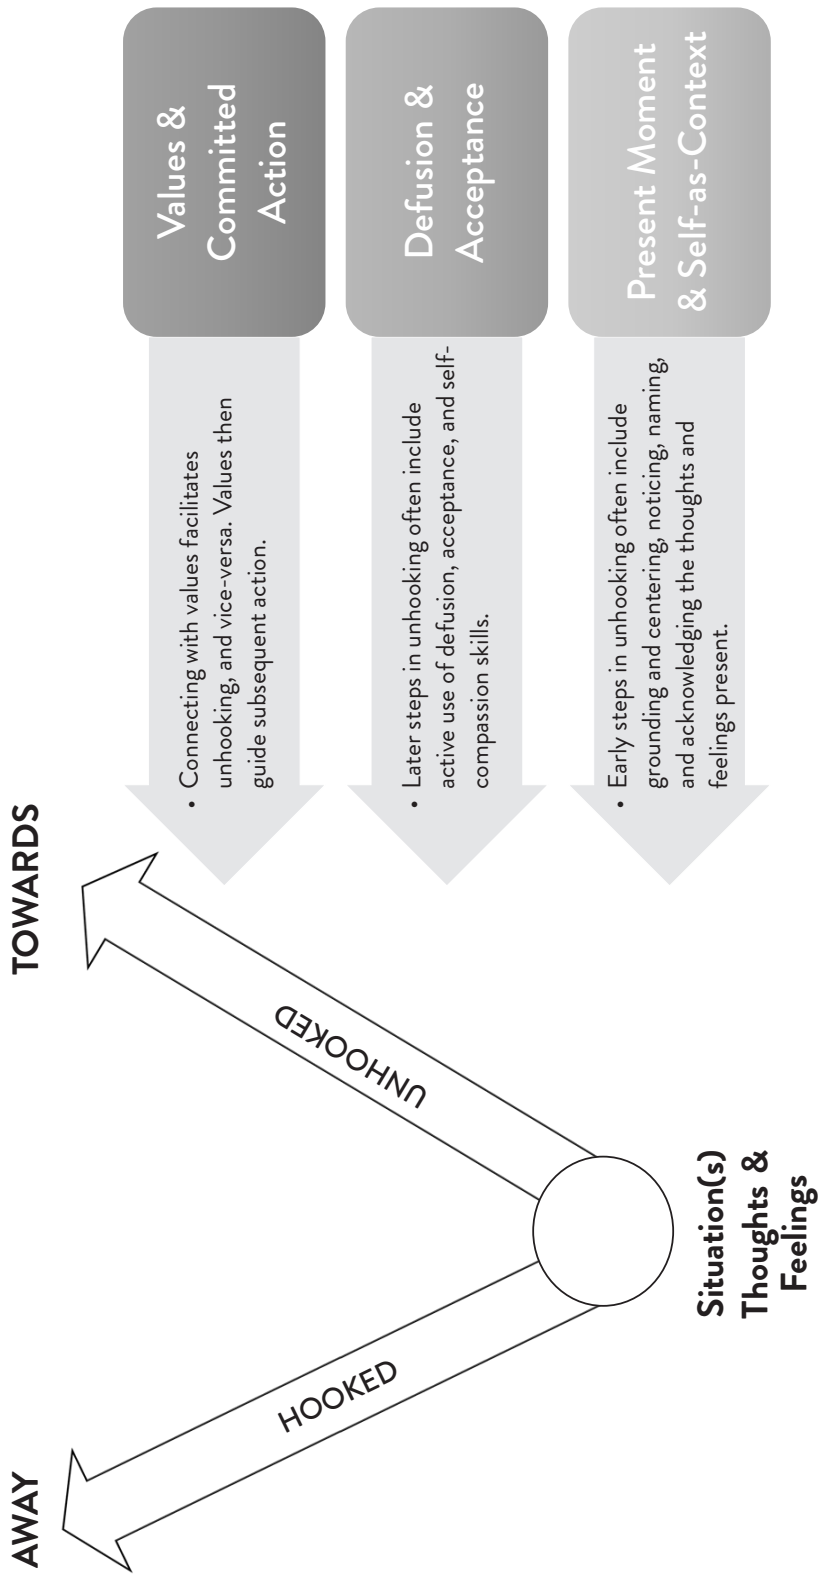 AWAY
TOWARDS
HOOKED
UNHOOKED
Situation(s)
Thoughts &
Feelings
• Connecting with values facilitates
unhooking, and vice-versa. Values then
guide subsequent action.
Values &
Committed
Action
• Later steps in unhooking often include
active use of defusion, acceptance, and self-
compassion skills.
Defusion &
Acceptance
• Early steps in unhooking often include
grounding and centering, noticing, naming,
and acknowledging the thoughts and
feelings present.
Present Moment
& Self-as-Context